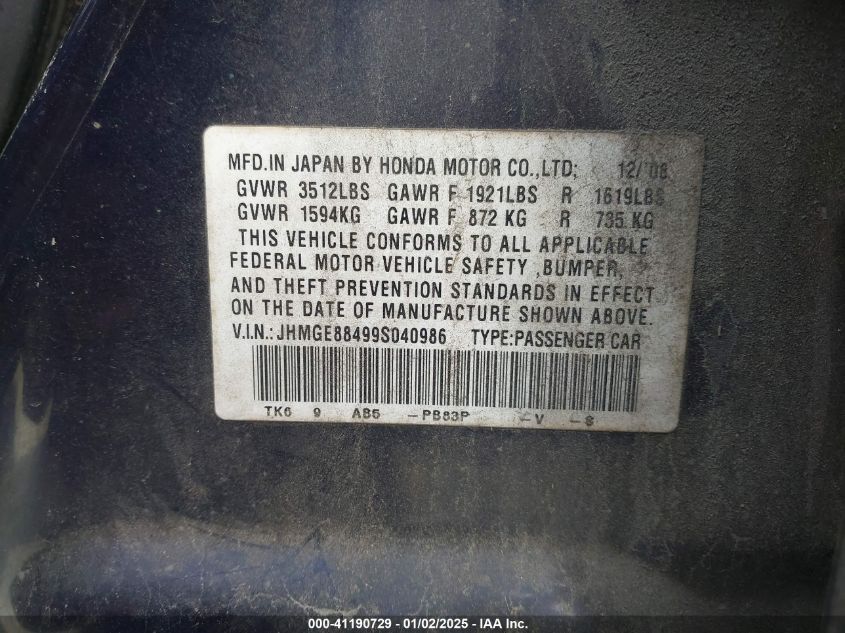 MFD.IN JAPAN BY HONDA MOTOR CO.,LTD; 12/'08
GVWR 3512LBS GAWR F 1921LBS R 1619LBS
GVWR 1594KG GAWR F 872 KG R 735 KG
THIS VEHICLE CONFORMS TO ALL APPLICABLE
FEDERAL MOTOR VEHICLE SAFETY ,BUMPER,
AND THEFT PREVENTION STANDARDS IN EFFECT
ON THE DATE OF MANUFACTURE SHOWN ABOVE.
V.I.N.: JHMGE88499S040986 TYPE:PASSENGER CAR
TK6 9 AB5 -PB83P -V -S
000-41190729 - 01/02/2025 - IAA Inc.